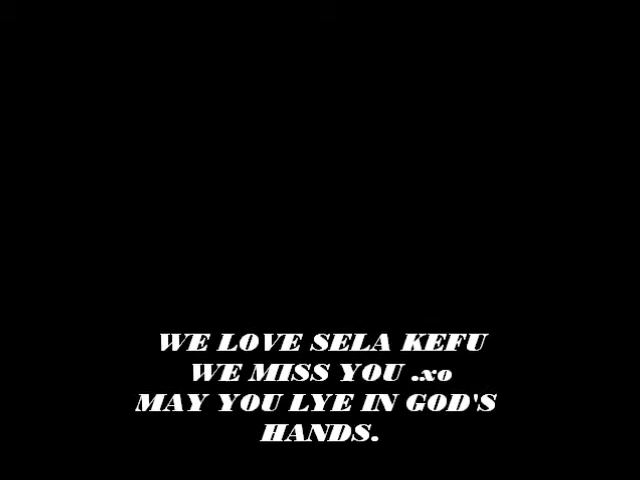 WE LOVE SELA KEFU
WE MISS YOU .xo
MAY YOU LYE IN GOD'S
HANDS.